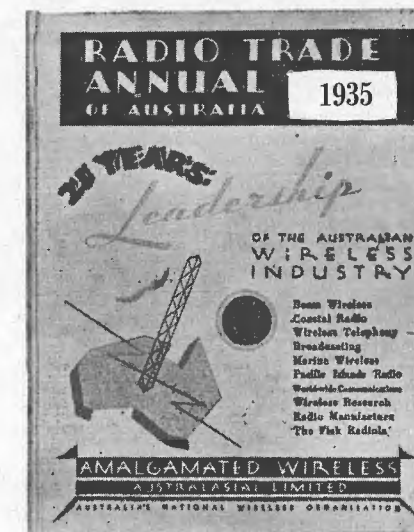 RADIO TRADE
ANNUAL
OF AUSTRALIA
1935
21 YEARS'
Leadership
OF THE AUSTRALIAN
WIRELESS
INDUSTRY
Beam Wireless
Coastal Radio
Wireless Telephony
Broadcasting
Marine Wireless
Pacific Islands Radio
World-wide Communications
Wireless Research
Radio Manufacture
'The Fisk Radiola'
AMALGAMATED WIRELESS
AUSTRALASIA LIMITED
AUSTRALIA'S NATIONAL WIRELESS ORGANISATION